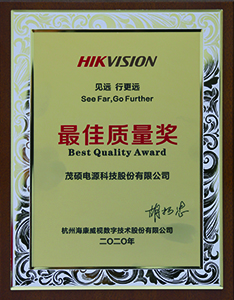 HIKVISION
见远 行更远
See Far,Go Further
最佳质量奖
Best Quality Award
茂硕电源科技股份有限公司
杭州海康威视数字技术股份有限公司
二〇二〇年